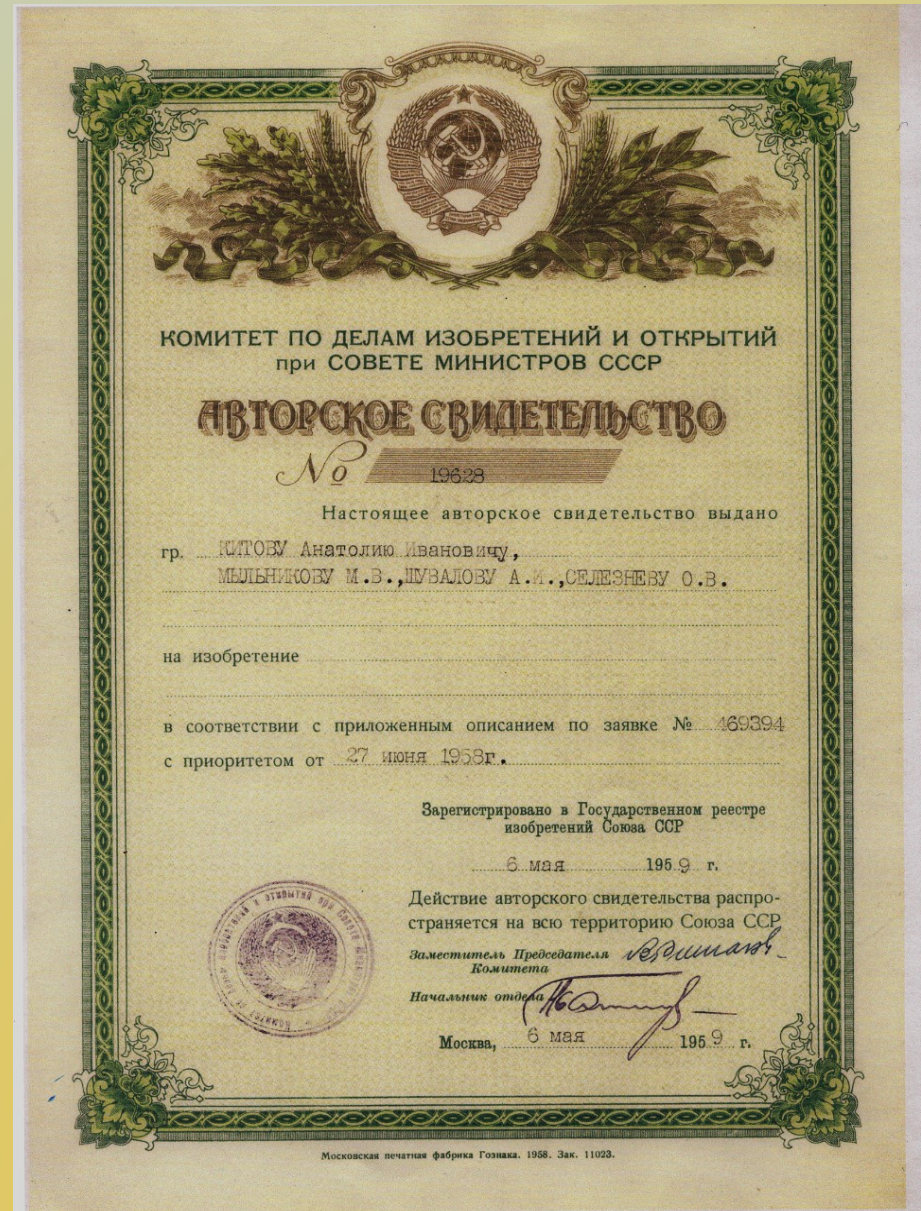 КОМИТЕТ ПО ДЕЛАМ ИЗОБРЕТЕНИЙ И ОТКРЫТИЙ
при СОВЕТЕ МИНИСТРОВ СССР
АВТОРСКОЕ СВИДЕТЕЛЬСТВО
№ 19628
Настоящее авторское свидетельство выдано
гр. КИТОВУ Анатолию Ивановичу,
МЫЛЬНИКОВУ М.В.,ШУВАЛОВУ А.И.,СЕЛЕЗНЕВУ О.В.
на изобретение
в соответствии с приложенным описанием по заявке № 469394
с приоритетом от 27 июня 1958г.
Зарегистрировано в Государственном реестре
изобретений Союза ССР
6 мая 1959 г.
Действие авторского свидетельства распро-
страняется на всю территорию Союза ССР
Заместитель Председателя
Комитета
Начальник отдела
Москва, 6 мая 1959 г.
Московская печатная фабрика Гознака. 1958. Зак. 11023.